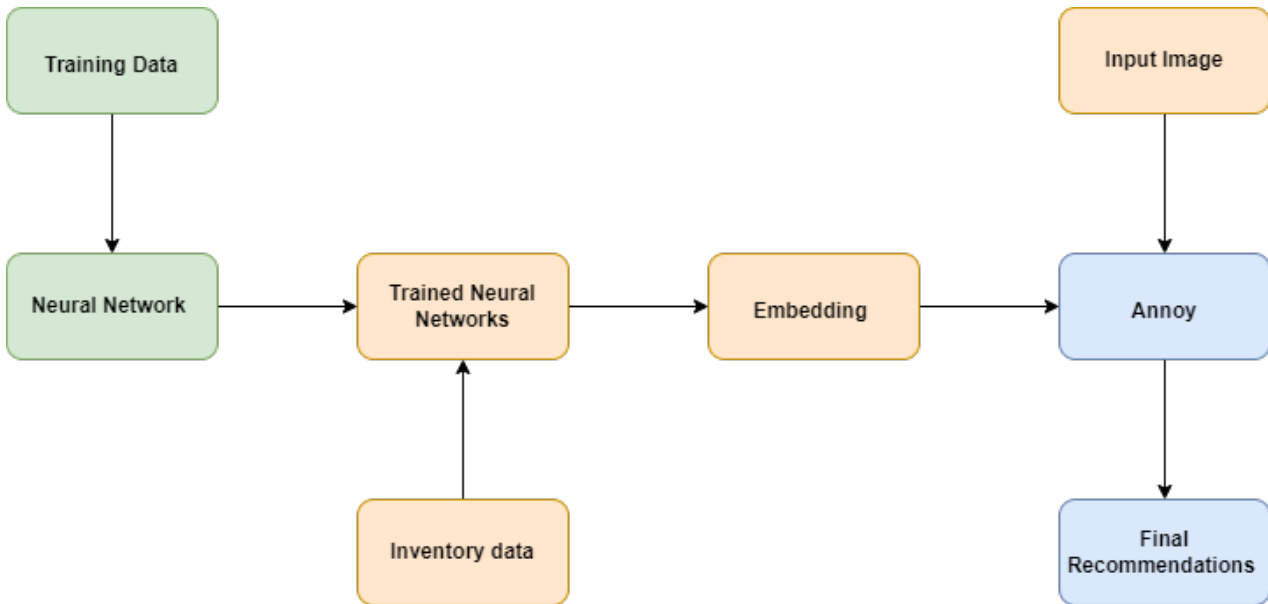 Training Data
Input Image
Neural Network
Trained Neural
Networks
Embedding
Annoy
Inventory data
Final
Recommendations